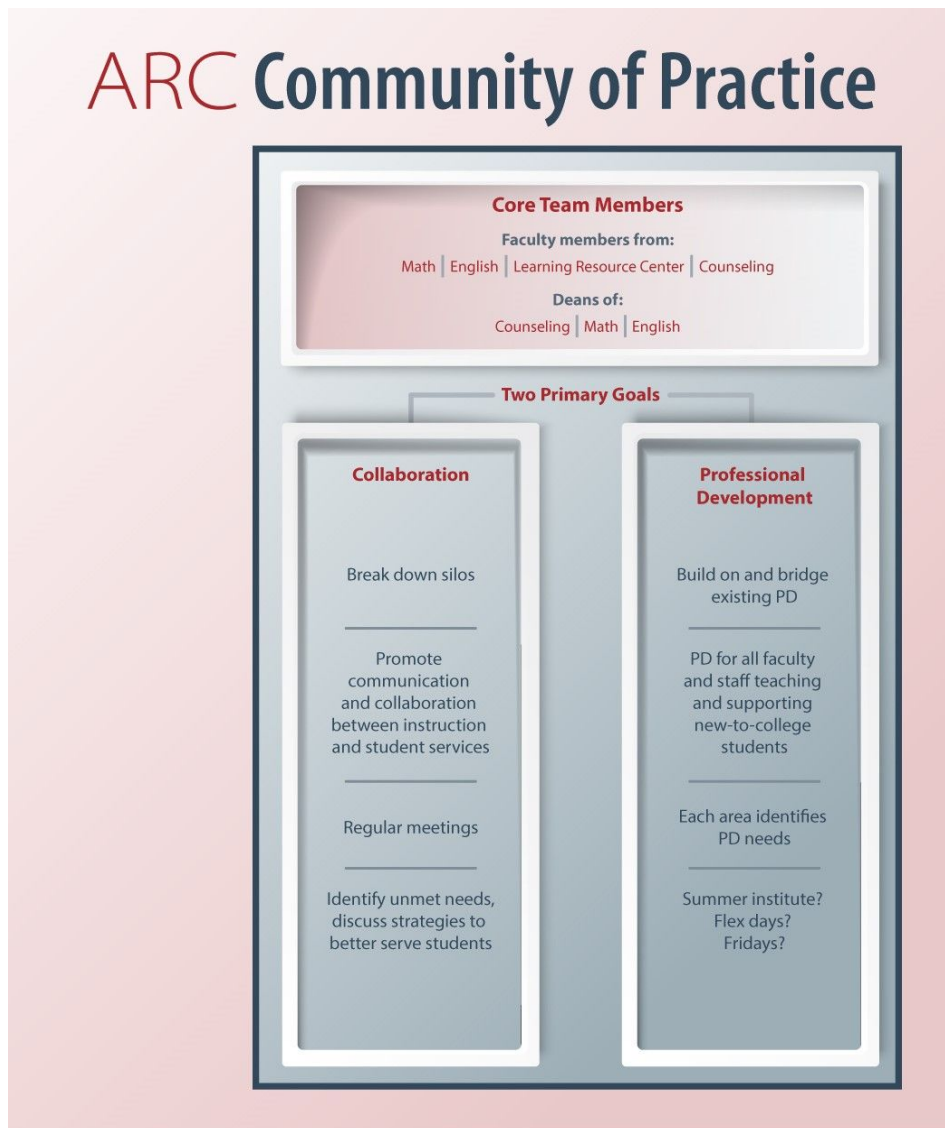 ARC Community of Practice
Core Team Members
Faculty members from:
Math | English | Learning Resource Center | Counseling
Deans of:
Counseling | Math | English
Two Primary Goals
Collaboration
Break down silos
Promote
communication
and collaboration
between instruction
and student services
Regular meetings
Identify unmet needs,
discuss strategies to
better serve students
Professional
Development
Build on and bridge
existing PD
PD for all faculty
and staff teaching
and supporting
new-to-college
students
Each area identifies
PD needs
Summer institute?
Flex days?
Fridays?